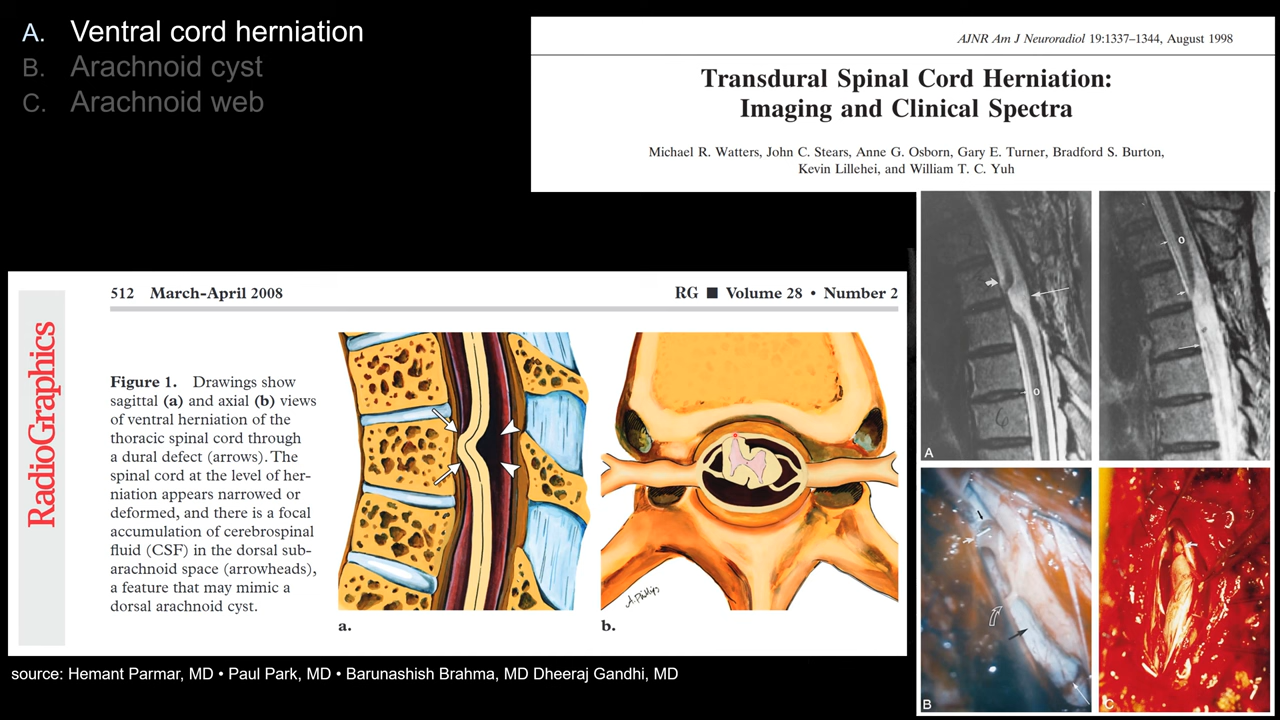 A. Ventral cord herniation
B. Arachnoid cyst
C. Arachnoid web
AJNR Am J Neuroradiol 19:1337–1344, August 1998
Transdural Spinal Cord Herniation:
Imaging and Clinical Spectra
Michael R. Watters, John C. Stears, Anne G. Osborn, Gary E. Turner, Bradford S. Burton,
Kevin Lillehei, and William T. C. Yuh
RadioGraphics
512 March-April 2008
RG ■ Volume 28 • Number 2
Figure 1. Drawings show
sagittal (a) and axial (b) views
of ventral herniation of the
thoracic spinal cord through
a dural defect (arrows). The
spinal cord at the level of her-
niation appears narrowed or
deformed, and there is a focal
accumulation of cerebrospinal
fluid (CSF) in the dorsal sub-
arachnoid space (arrowheads),
a feature that may mimic a
dorsal arachnoid cyst.
A.Phillips
a.
b.
o
o
6
o
A
B
C
source: Hemant Parmar, MD • Paul Park, MD • Barunashish Brahma, MD Dheeraj Gandhi, MD